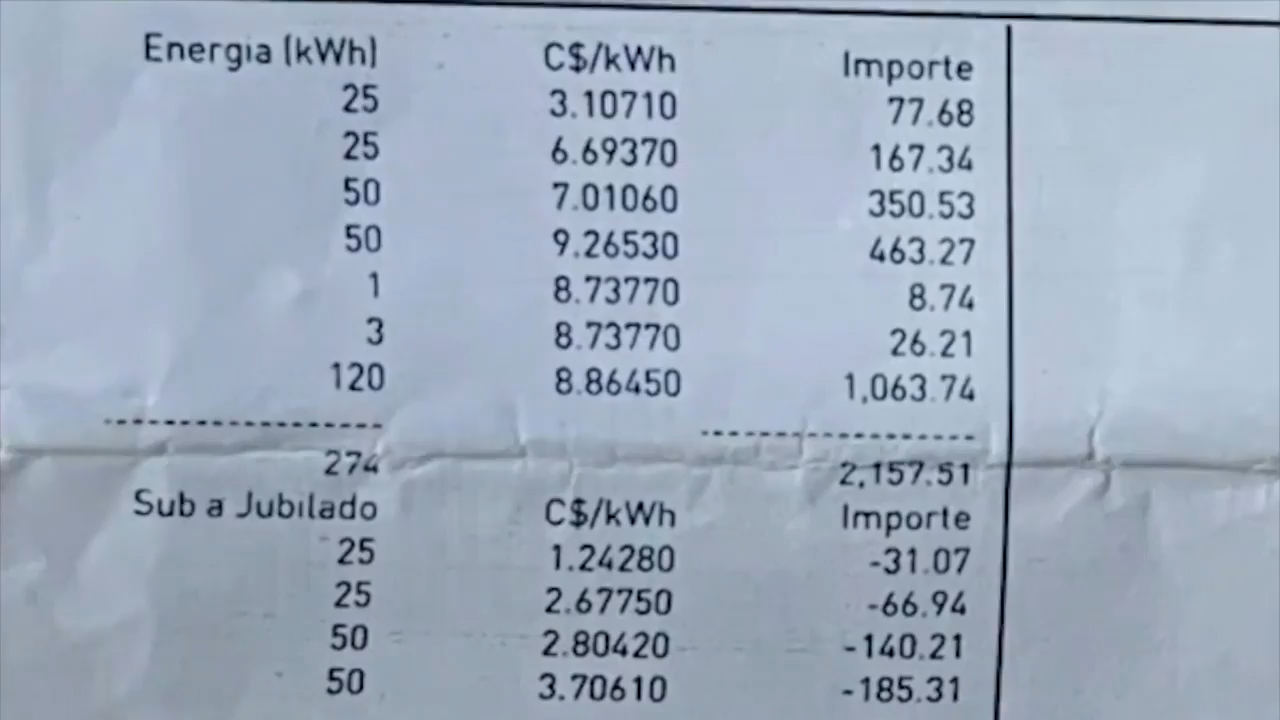 Energia (kWh) C$/kWh Importe
25 3.10710 77.68
25 6.69370 167.34
50 7.01060 350.53
50 9.26530 463.27
1 8.73770 8.74
3 8.73770 26.21
120 8.86450 1,063.74
274 2,157.51
Sub a Jubilado C$/kWh Importe
25 1.24280 -31.07
25 2.67750 -66.94
50 2.80420 -140.21
50 3.70610 -185.31